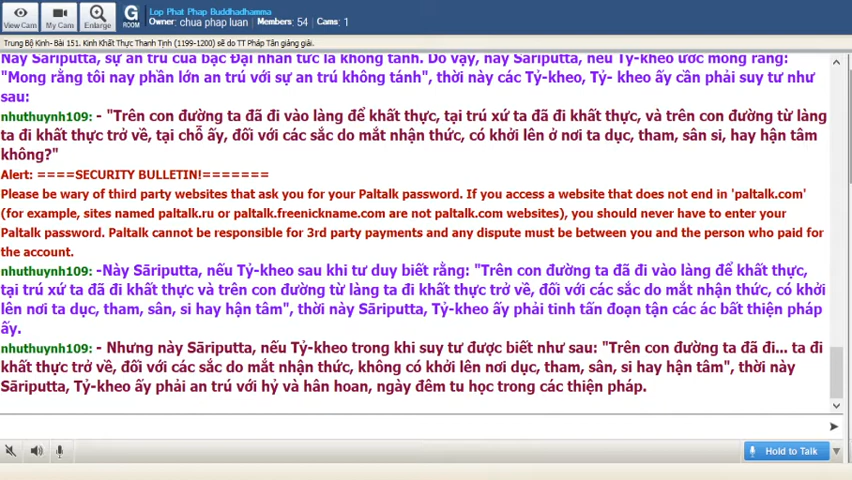 View Cam
My Cam
Enlarge
G
ROOM
Lop Phat Phap Buddhadhamma
Owner: chua phap luan Members: 54 Cams: 1
Trung Bộ Kinh- Bài 151. Kinh Khất Thực Thanh Tịnh (1199-1200) sẽ do TT Pháp Tân giảng giải.
Này Sāriputta, sự an trú của bậc Đại nhân tức là không tánh. Do vậy, này Sāriputta, nếu Tỷ-kheo ước mong rằng:
"Mong rằng tôi nay phần lớn an trú với sự an trú không tánh", thời này các Tỷ-kheo, Tỷ- kheo ấy cần phải suy tư như
sau:
nhuthuynh109: - "Trên con đường ta đã đi vào làng để khất thực, tại trú xứ ta đã đi khất thực, và trên con đường từ làng
ta đi khất thực trở về, tại chỗ ấy, đối với các sắc do mắt nhận thức, có khởi lên ở nơi ta dục, tham, sân si, hay hận tâm
không?"
Alert: ====SECURITY BULLETIN!=======
Please be wary of third party websites that ask you for your Paltalk password. If you access a website that does not end in 'paltalk.com'
(for example, sites named paltalk.ru or paltalk.freenickname.com are not paltalk.com websites), you should never have to enter your
Paltalk password. Paltalk cannot be responsible for 3rd party payments and any dispute must be between you and the person who paid for
the account.
nhuthuynh109: -Này Sāriputta, nếu Tỷ-kheo sau khi tư duy biết rằng: "Trên con đường ta đã đi vào làng để khất thực,
tại trú xứ ta đã đi khất thực và trên con đường từ làng ta đi khất thực trở về, đối với các sắc do mắt nhận thức, có khởi
lên nơi ta dục, tham, sân, si hay hận tâm", thời này Sāriputta, Tỷ-kheo ấy phải tinh tấn đoạn tận các ác bất thiện pháp
ấy.
nhuthuynh109: - Nhưng này Sāriputta, nếu Tỷ-kheo trong khi suy tư được biết như sau: "Trên con đường ta đã đi... ta đi
khất thực trở về, đối với các sắc do mắt nhận thức, không có khởi lên nơi dục, tham, sân, si hay hận tâm", thời này
Sāriputta, Tỷ-kheo ấy phải an trú với hỷ và hân hoan, ngày đêm tu học trong các thiện pháp.
Hold to Talk